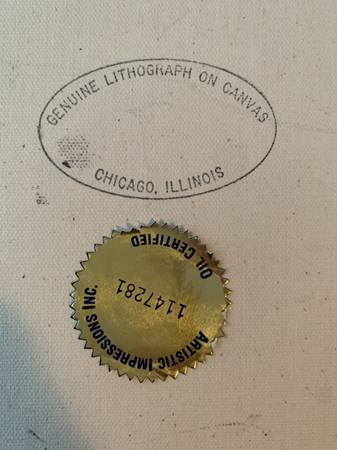 GENUINE LITHOGRAPH ON CANVAS
CHICAGO, ILLINOIS
ARTISTIC IMPRESSIONS INC.
1147281
OIL CERTIFIED